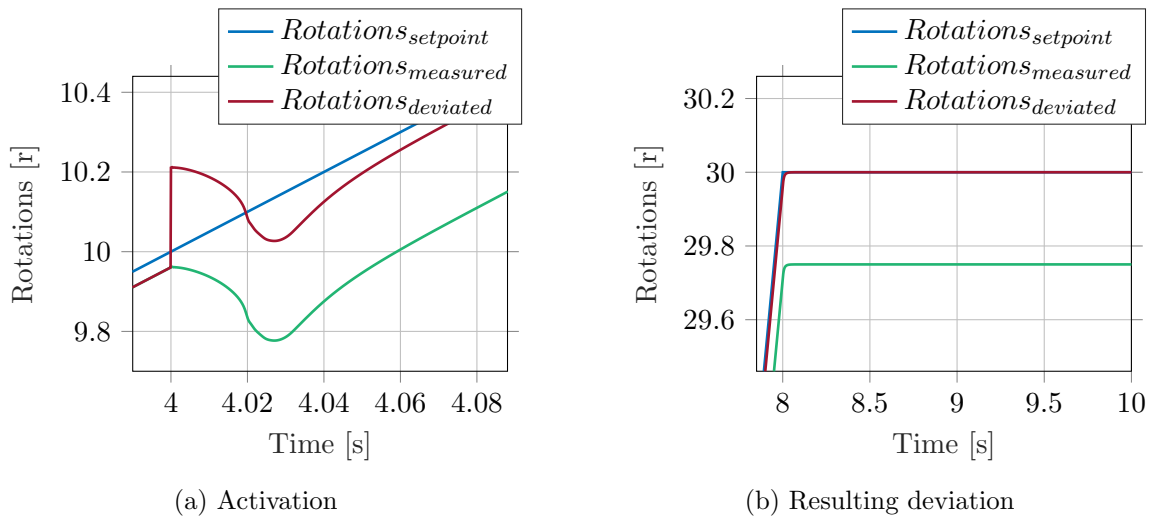 Rotations_setpoint
Rotations_measured
Rotations_deviated
10.4
10.2
10
9.8
Rotations [r]
4
4.02
4.04
4.06
4.08
Time [s]
(a) Activation
Rotations_setpoint
Rotations_measured
Rotations_deviated
30.2
30
29.8
29.6
Rotations [r]
8
8.5
9
9.5
10
Time [s]
(b) Resulting deviation